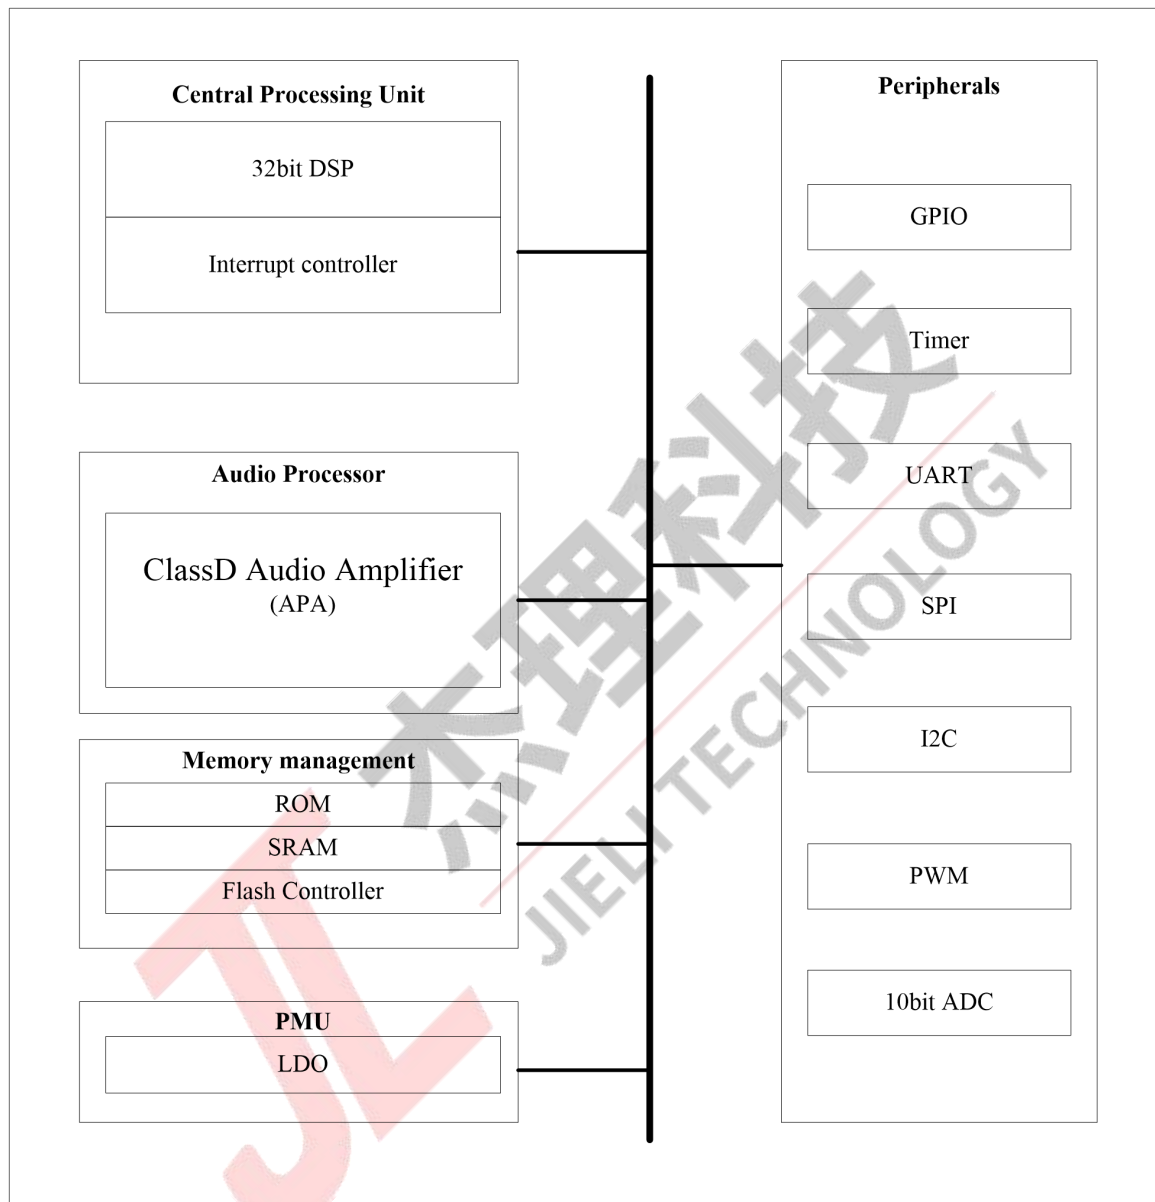 Central Processing Unit
32bit DSP
Interrupt controller
Audio Processor
ClassD Audio Amplifier
(APA)
Memory management
ROM
SRAM
Flash Controller
PMU
LDO
Peripherals
GPIO
Timer
UART
SPI
I2C
PWM
10bit ADC
杰理科技
JIELI TECHNOLOGY
JL